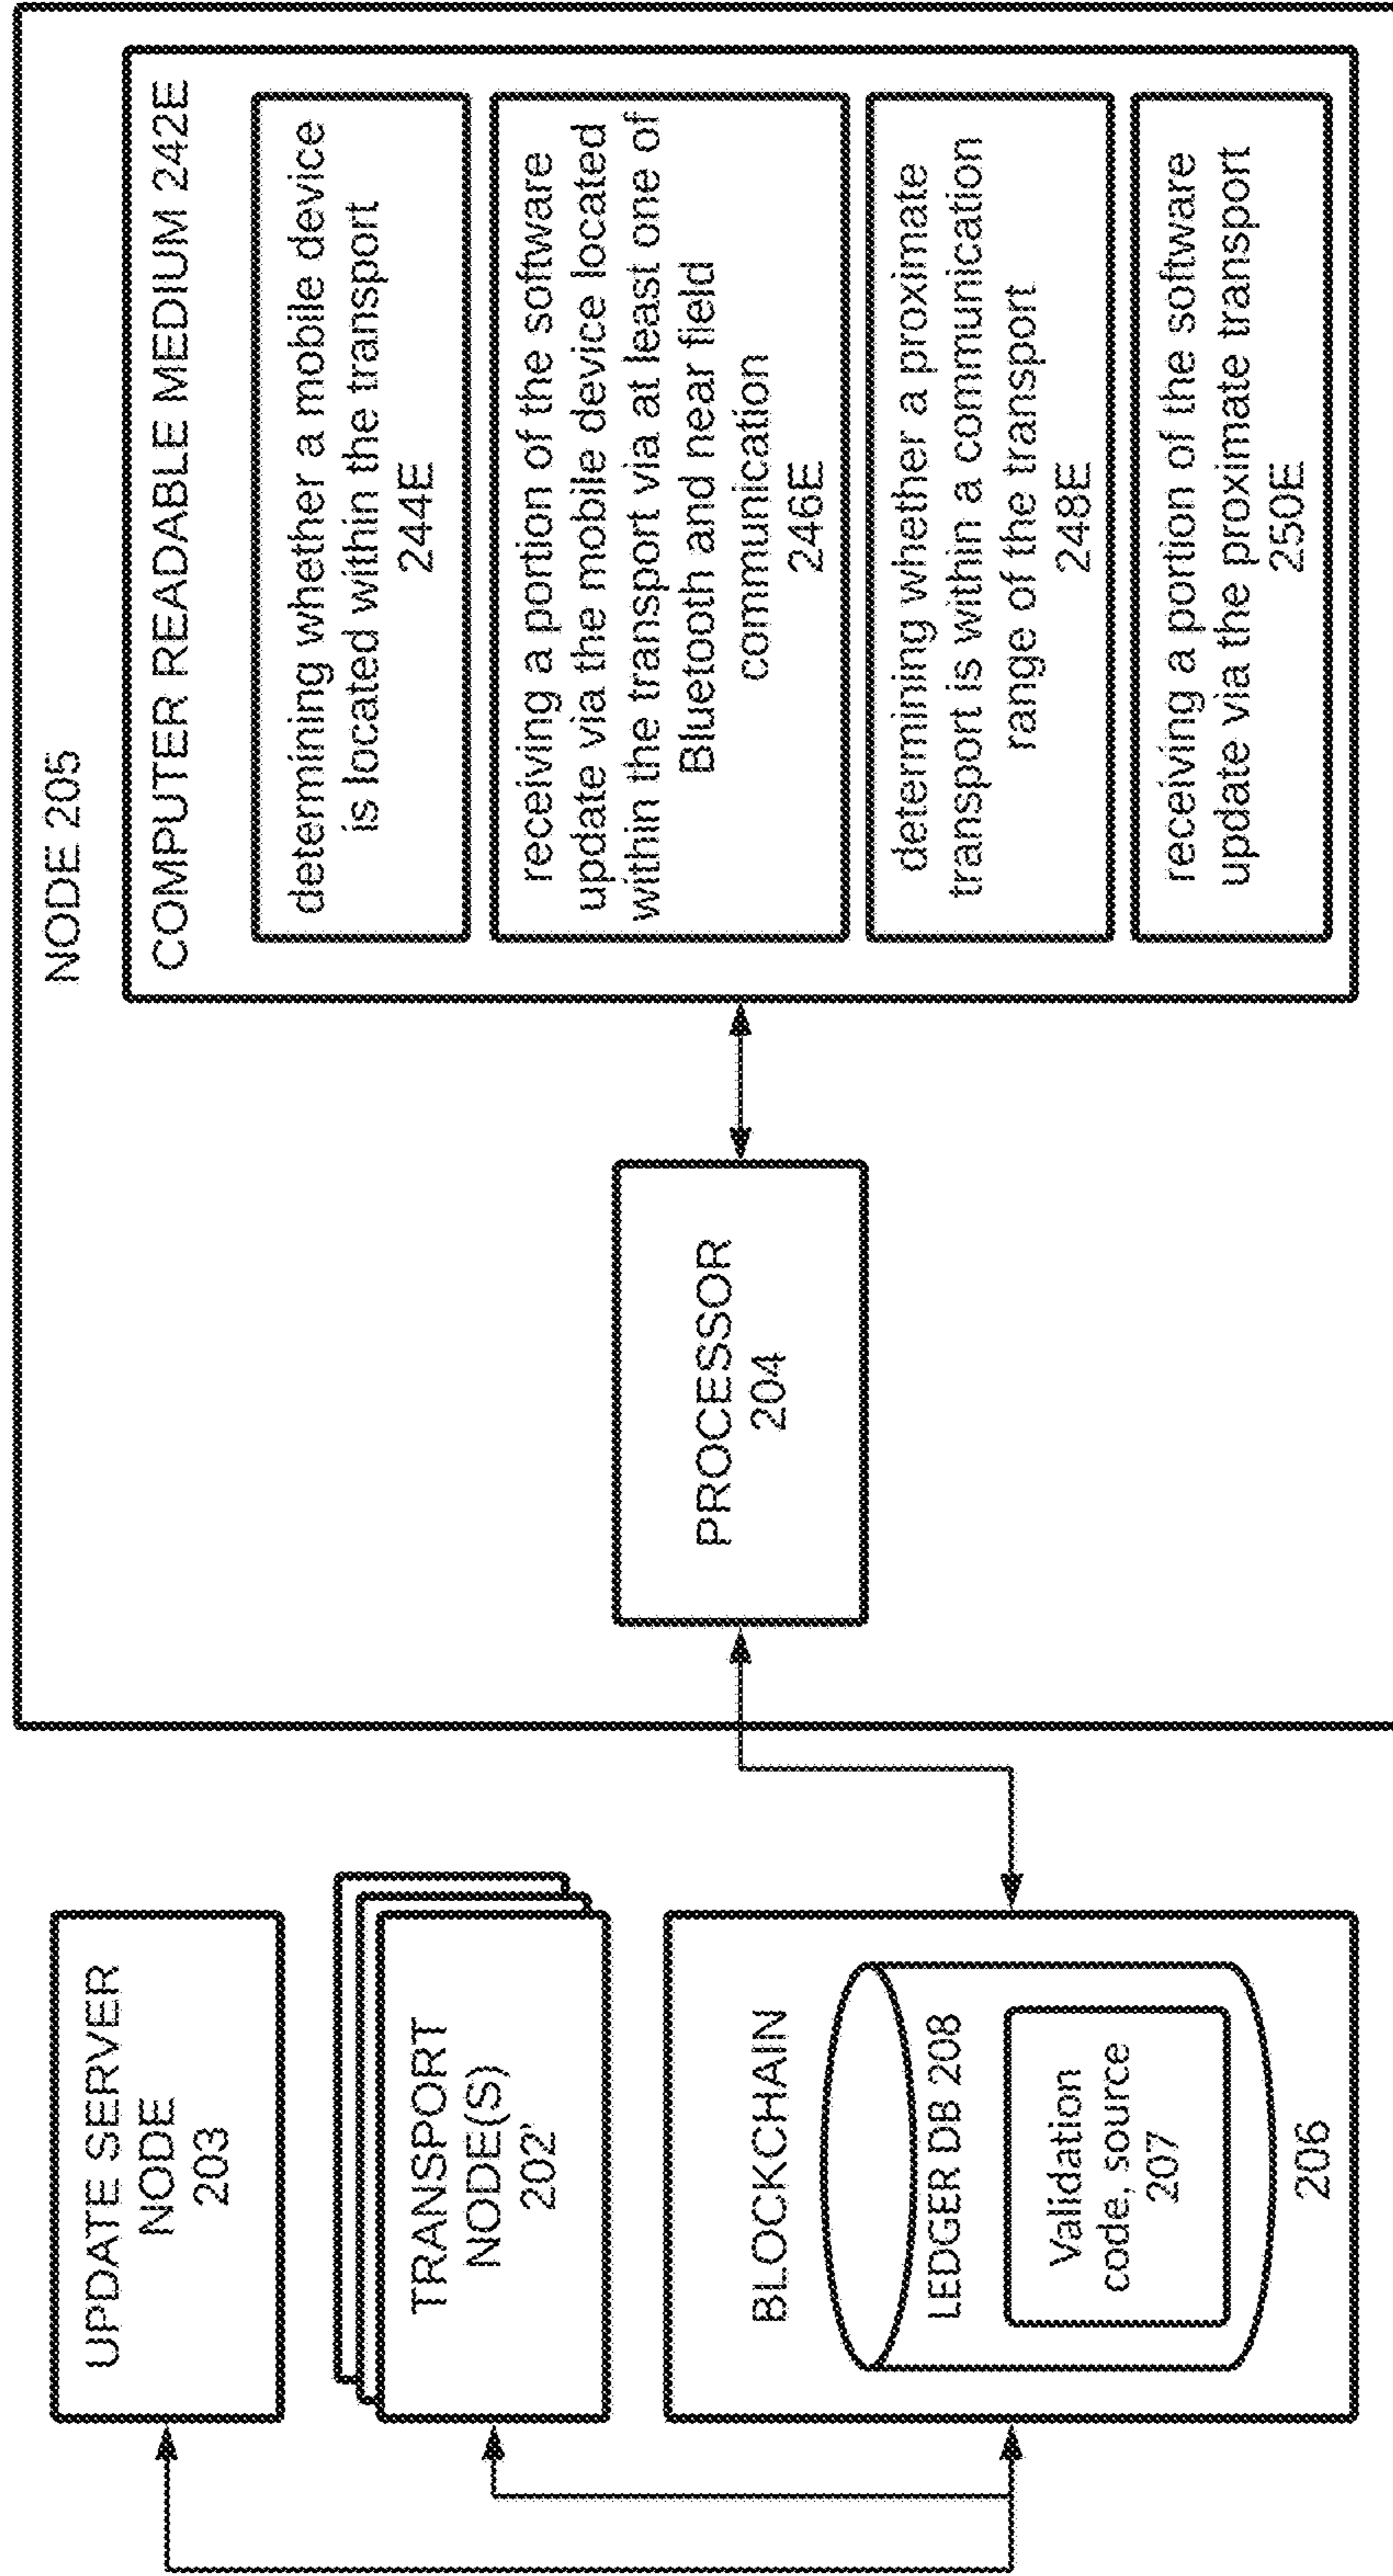 UPDATE SERVER
NODE
203
TRANSPORT
NODE(S)
202'
BLOCKCHAIN
LEDGER DB 208
Validation
code, source
207
206
PROCESSOR
204
NODE 205
COMPUTER READABLE MEDIUM 242E
determining whether a mobile device
is located within the transport
244E
receiving a portion of the software
update via the mobile device located
within the transport via at least one of
Bluetooth and near field
communication
246E
determining whether a proximate
transport is within a communication
range of the transport
248E
receiving a portion of the software
update via the proximate transport
250E